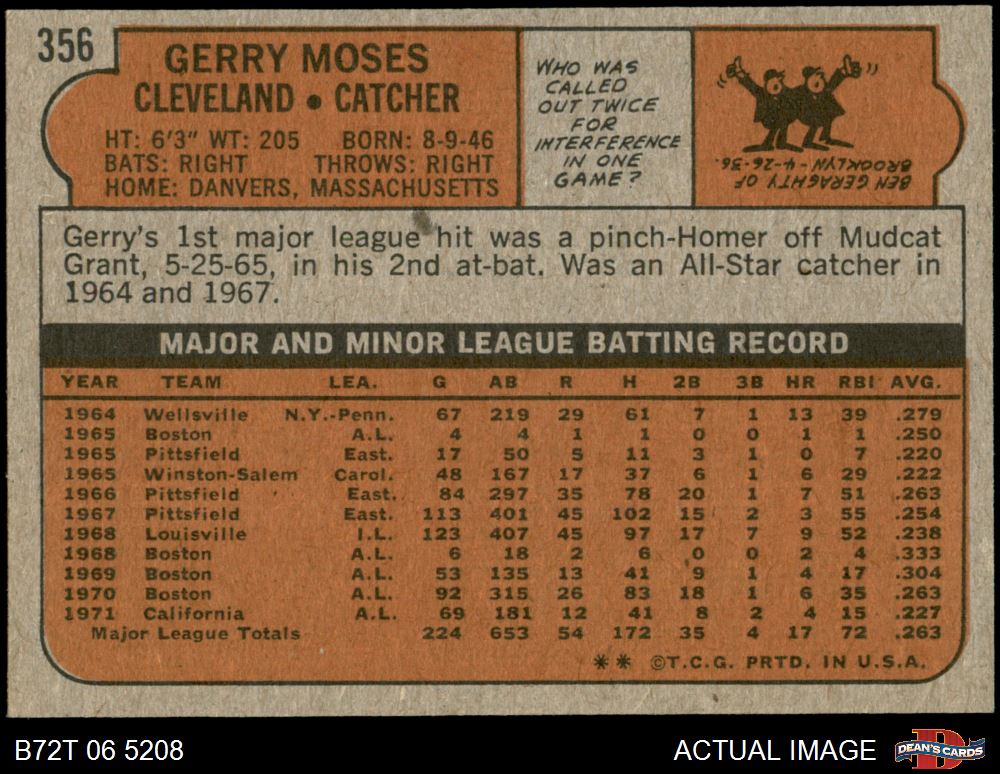 356
GERRY MOSES
CLEVELAND • CATCHER
HT: 6'3" WT: 205 BORN: 8-9-46
BATS: RIGHT THROWS: RIGHT
HOME: DANVERS, MASSACHUSETTS
WHO WAS
CALLED
OUT TWICE
FOR
INTERFERENCE
IN ONE
GAME?
BEN GERAGHTY OF
BROOKLYN - 4-26-36.
Gerry's 1st major league hit was a pinch-Homer off Mudcat
Grant, 5-25-65, in his 2nd at-bat. Was an All-Star catcher in
1964 and 1967.
MAJOR AND MINOR LEAGUE BATTING RECORD
YEAR TEAM LEA. G AB R H 2B 3B HR RBI AVG.
1964 Wellsville N.Y.-Penn. 67 219 29 61 7 1 13 39 .279
1965 Boston A.L. 4 4 1 1 0 0 1 1 .250
1965 Pittsfield East. 17 50 5 11 3 1 0 7 .220
1965 Winston-Salem Carol. 48 167 17 37 6 1 6 29 .222
1966 Pittsfield East. 84 297 35 78 20 1 7 51 .263
1967 Pittsfield East. 113 401 45 102 15 2 3 55 .254
1968 Louisville I.L. 123 407 45 97 17 7 9 52 .238
1968 Boston A.L. 6 18 2 6 0 0 2 4 .333
1969 Boston A.L. 53 135 13 41 9 1 4 17 .304
1970 Boston A.L. 92 315 26 83 18 1 6 35 .263
1971 California A.L. 69 181 12 41 8 2 4 15 .227
Major League Totals 224 653 54 172 35 4 17 72 .263
** ©T.C.G. PRTD. IN U.S.A.
B72T 06 5208 ACTUAL IMAGE
D
DEAN'S CARDS